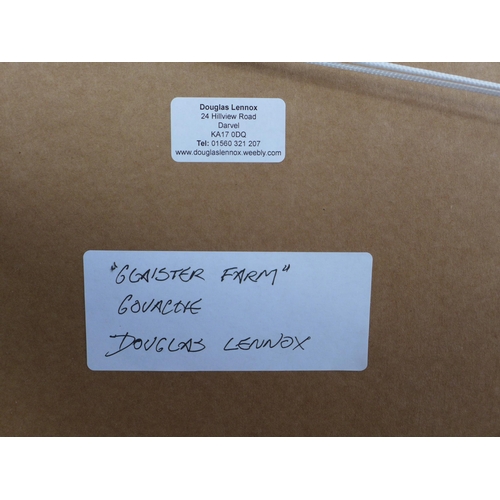 Douglas Lennox
24 Hillview Road
Darvel
KA17 0DQ
Tel: 01560 321 207
www.douglaslennox.weebly.com
"GLAISTER FARM"
GOUACHE
DOUGLAS LENNOX